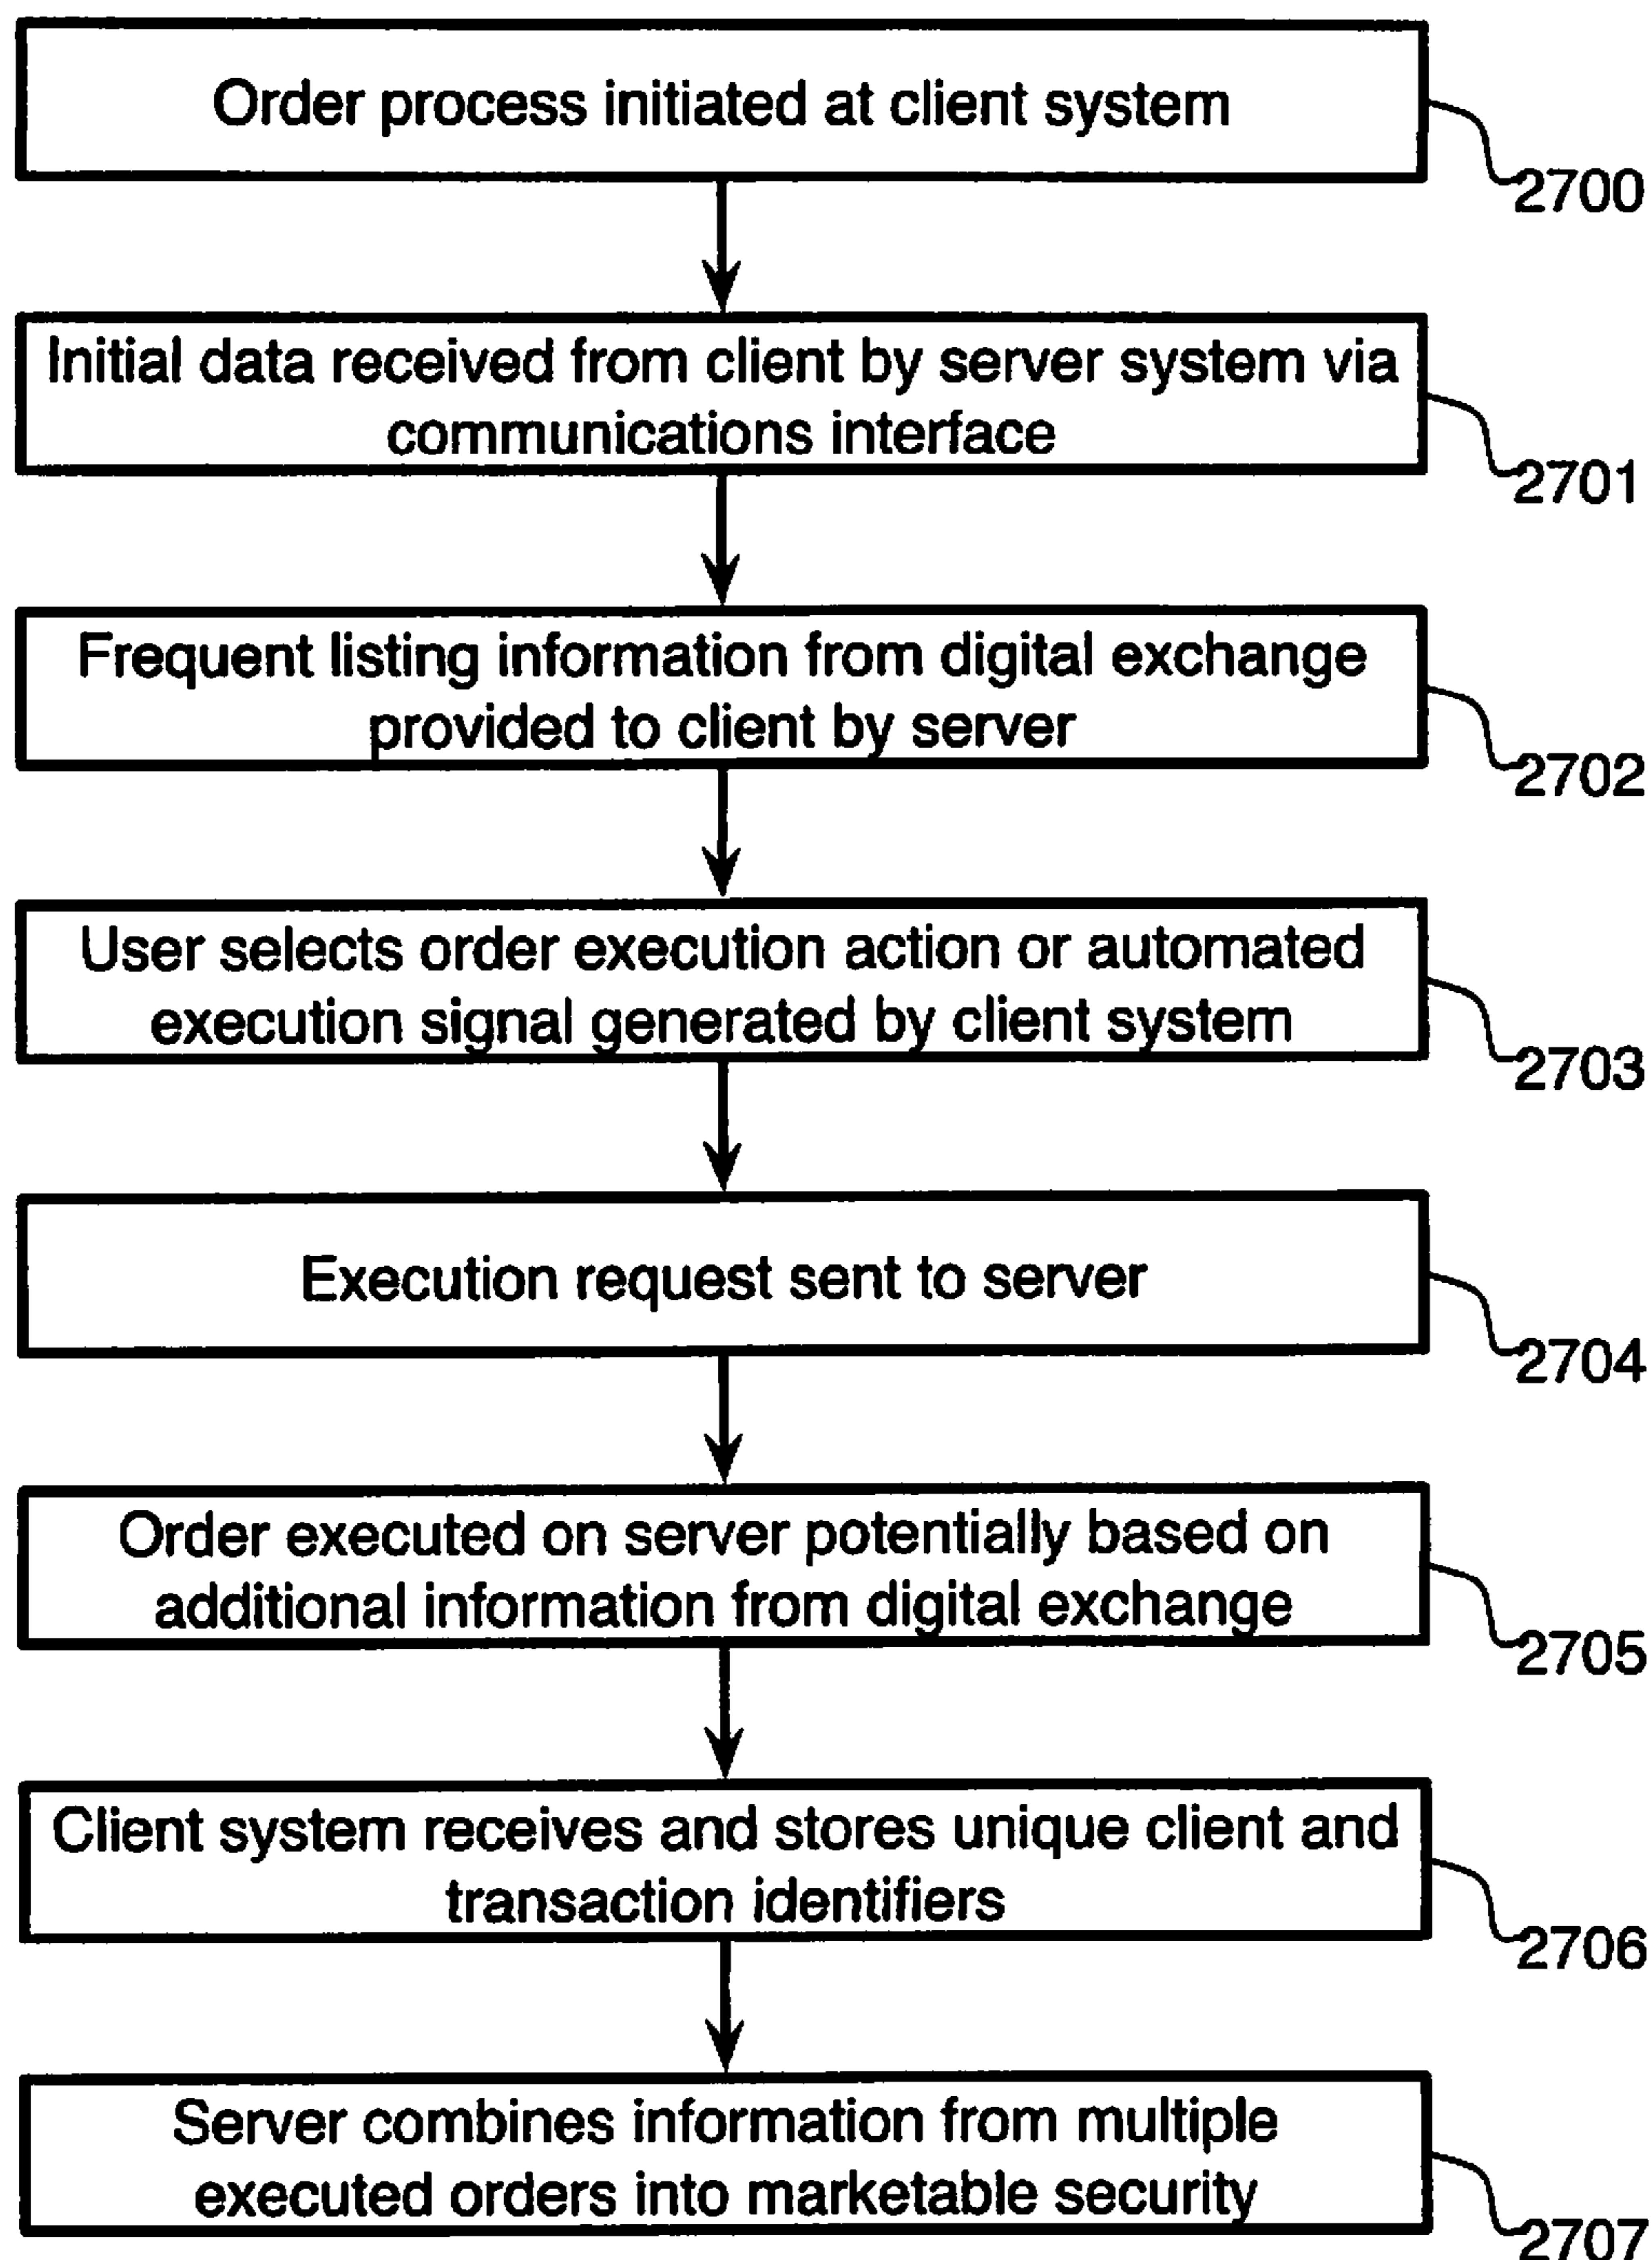 Order process initiated at client system
2700
Initial data received from client by server system via
communications interface
2701
Frequent listing information from digital exchange
provided to client by server
2702
User selects order execution action or automated
execution signal generated by client system
2703
Execution request sent to server
2704
Order executed on server potentially based on
additional information from digital exchange
2705
Client system receives and stores unique client and
transaction identifiers
2706
Server combines information from multiple
executed orders into marketable security
2707